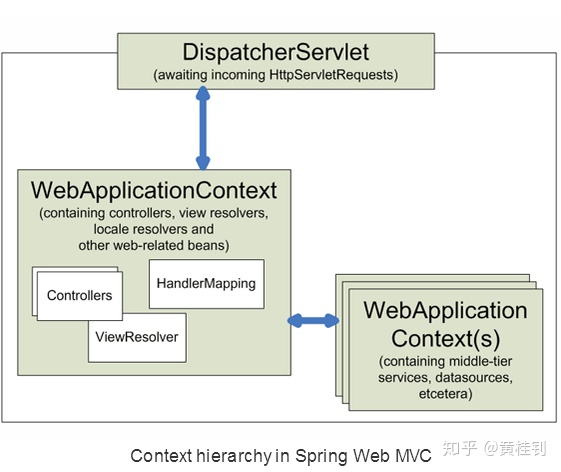 DispatcherServlet
(awaiting incoming HttpServletRequests)
WebApplicationContext
(containing controllers, view resolvers,
locale resolvers and
other web-related beans)
Controllers
HandlerMapping
ViewResolver
WebApplication
Context(s)
(containing middle-tier
services, datasources,
etcetera)
知乎 @黄桂钊
Context hierarchy in Spring Web MVC